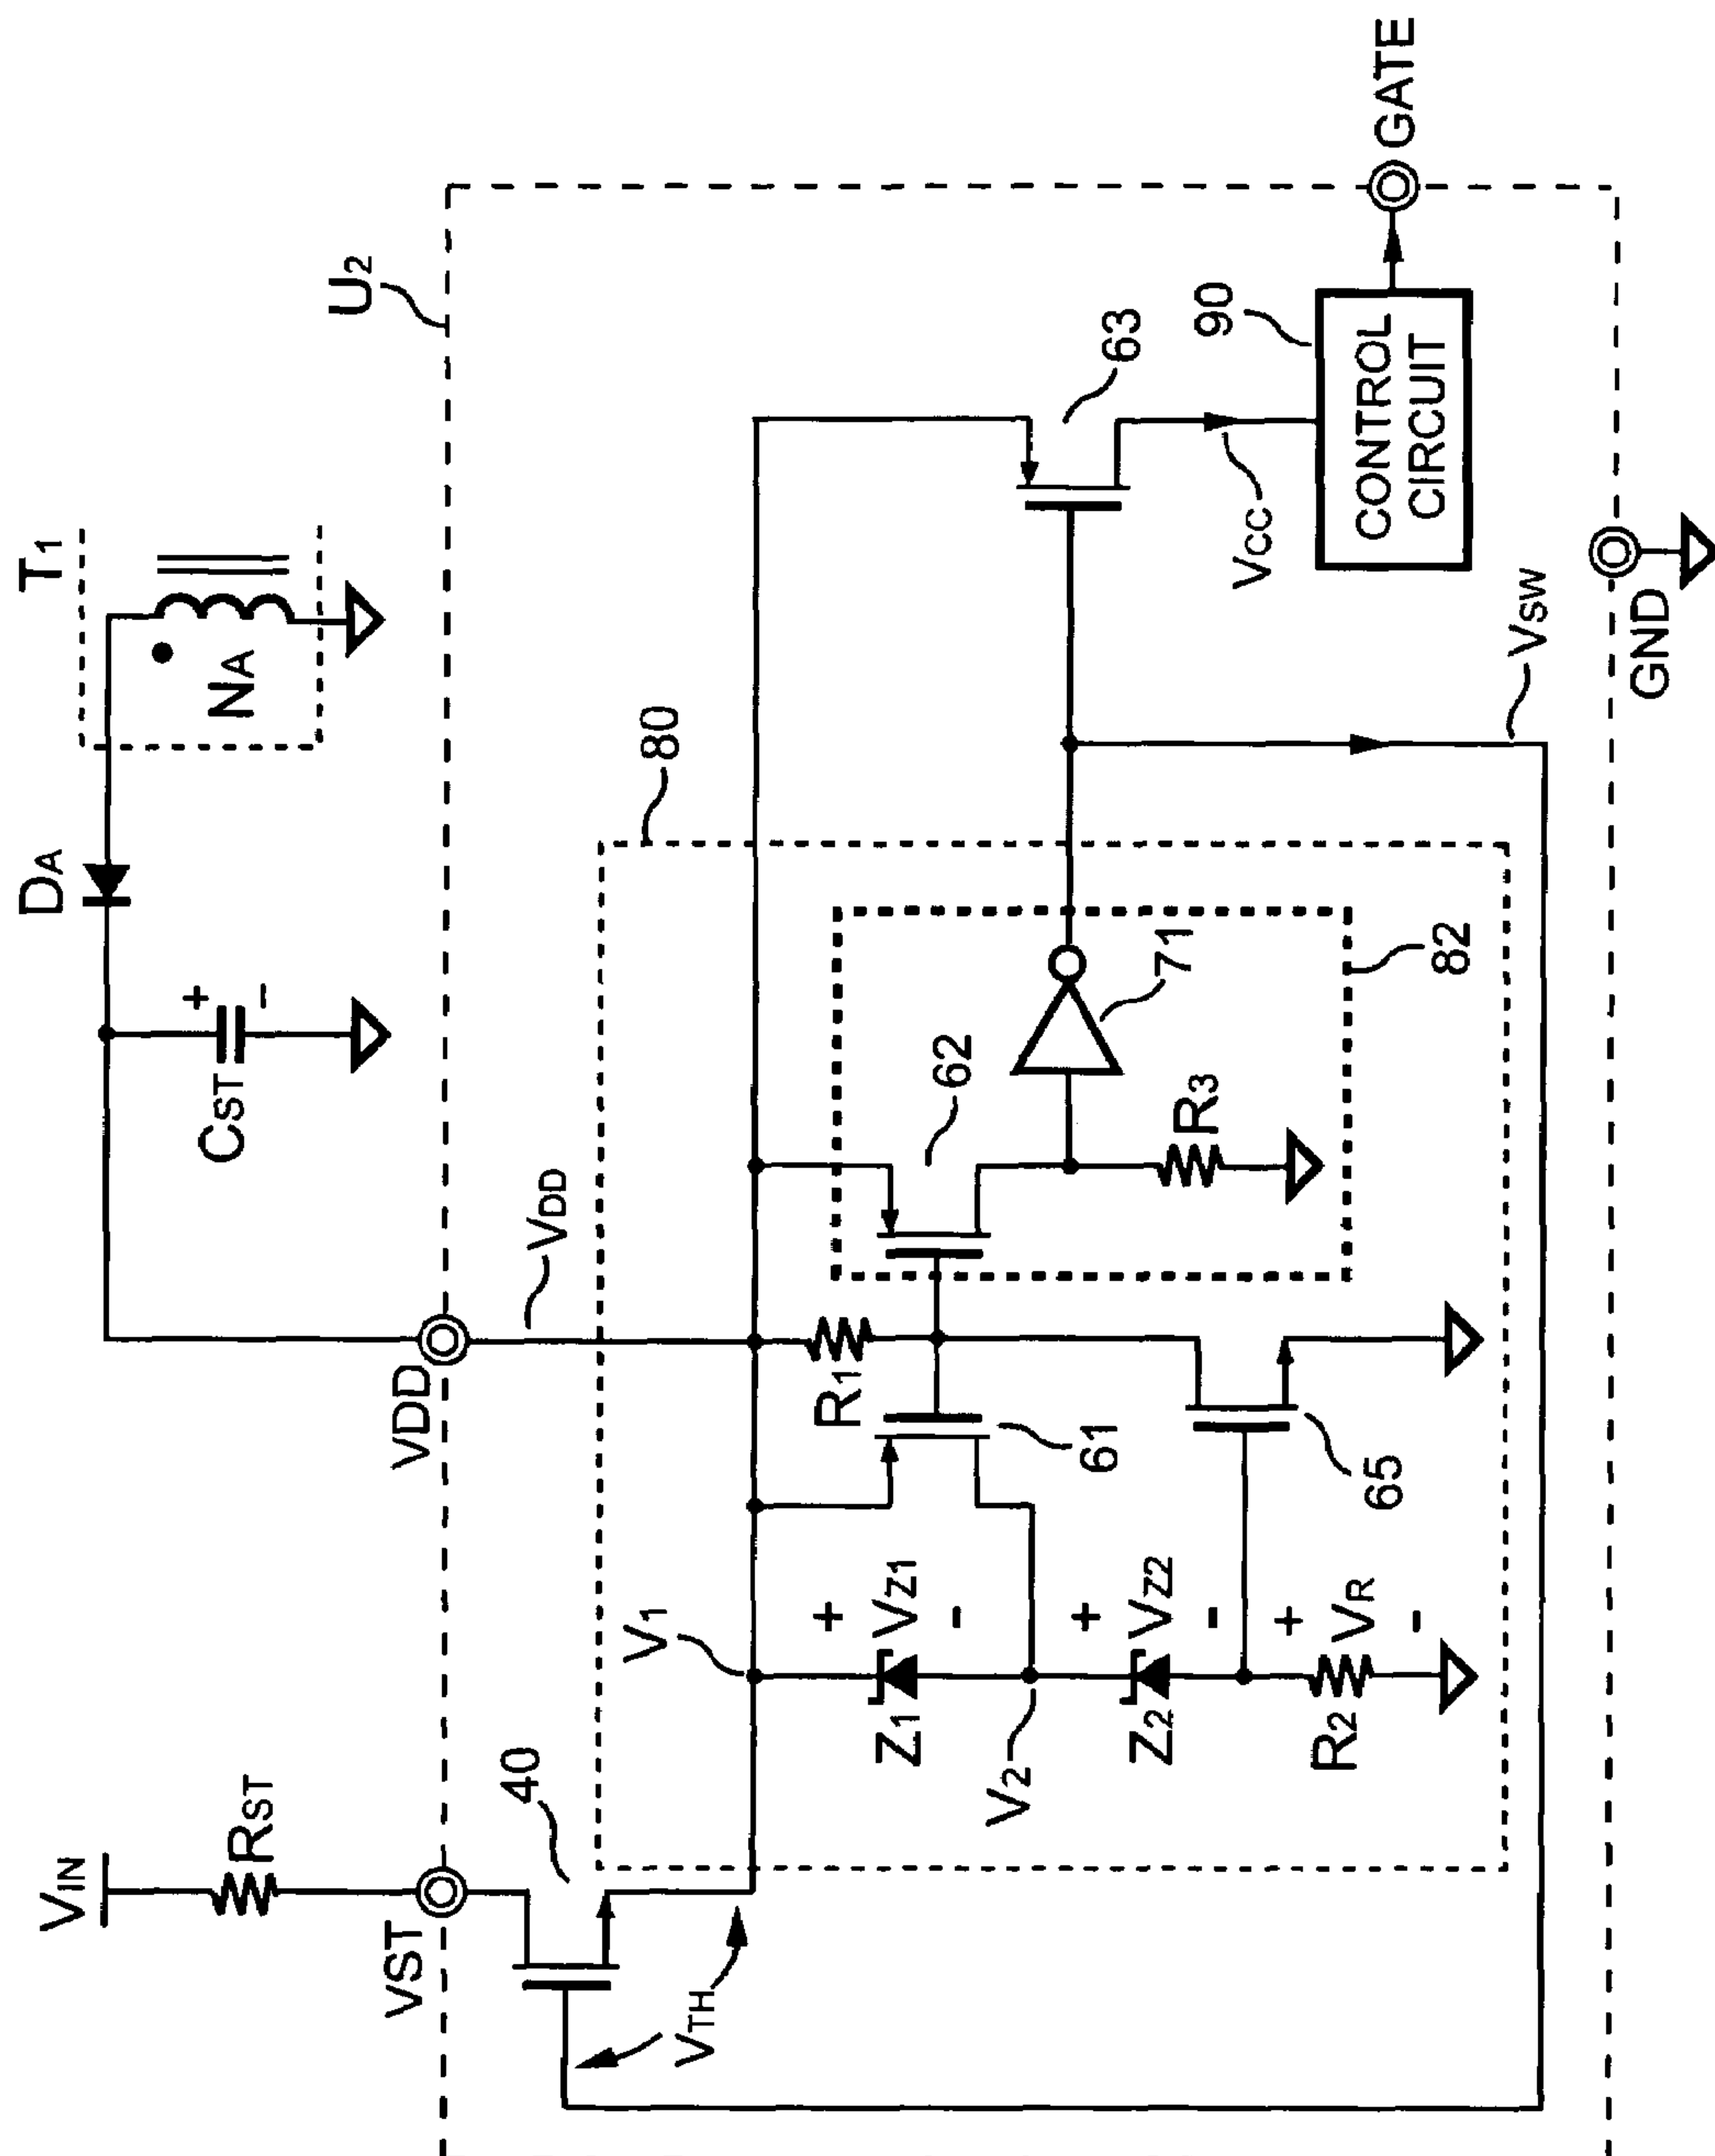 VIN
RST
VST
40
VTH
VDD
VDD
CST
+
-
DA
T1
NA
U2
80
V1
+
VZ1
-
Z1
R1
61
62
V2
+
VZ2
-
Z2
65
+
VR
-
R2
R3
71
82
63
VCC
90
CONTROL
CIRCUIT
GATE
VSW
GND